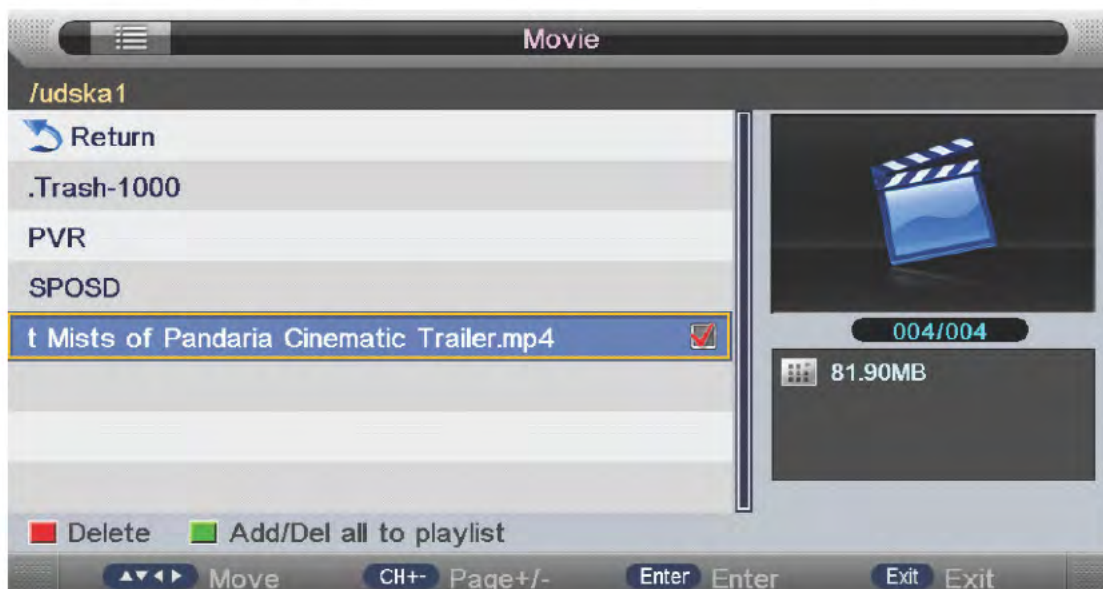 Movie
/udska1
Return
.Trash-1000
PVR
SPOSD
t Mists of Pandaria Cinematic Trailer.mp4
004/004
81.90MB
Delete Add/Del all to playlist
Move CH+- Page+/- Enter Enter Exit Exit